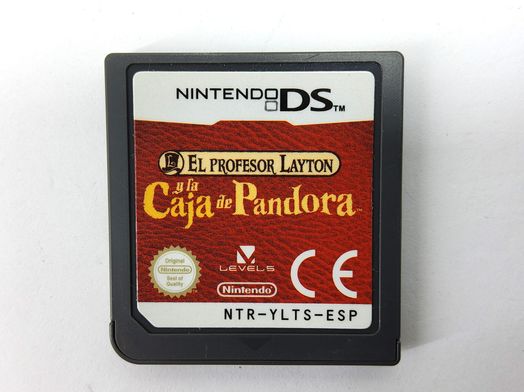 NINTENDO DS™
EL PROFESOR LAYTON
y la
Caja de Pandora™
Original
Nintendo
Seal of
Quality
LEVEL5
CE
Nintendo
NTR-YLTS-ESP